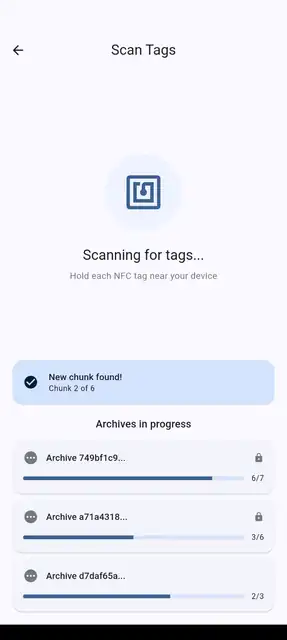 Scan Tags
Scanning for tags...
Hold each NFC tag near your device
New chunk found!
Chunk 2 of 6
Archives in progress
Archive 749bf1c9...
6/7
Archive a71a4318...
3/6
Archive d7daf65a...
2/3